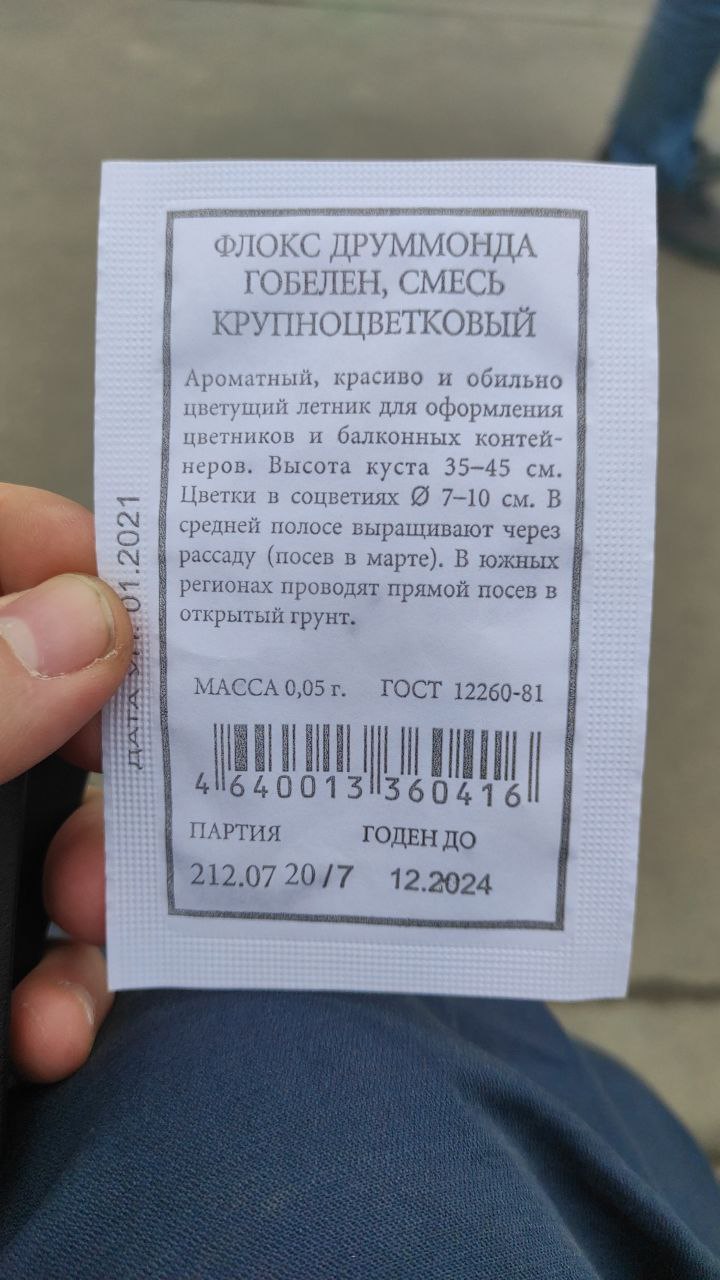 ФЛОКС ДРУММОНДА
ГОБЕЛЕН, СМЕСЬ
КРУПНОЦВЕТКОВЫЙ
Ароматный, красиво и обильно
цветущий летник для оформления
цветников и балконных контей-
неров. Высота куста 35–45 см.
Цветки в соцветиях Ø 7–10 см. В
средней полосе выращивают через
рассаду (посев в марте). В южных
регионах проводят прямой посев в
открытый грунт.
МАССА 0,05 г. ГОСТ 12260-81
4 640013 360416
ПАРТИЯ ГОДЕН ДО
212.07 20/7 12.2024
ДАТА 01.2021